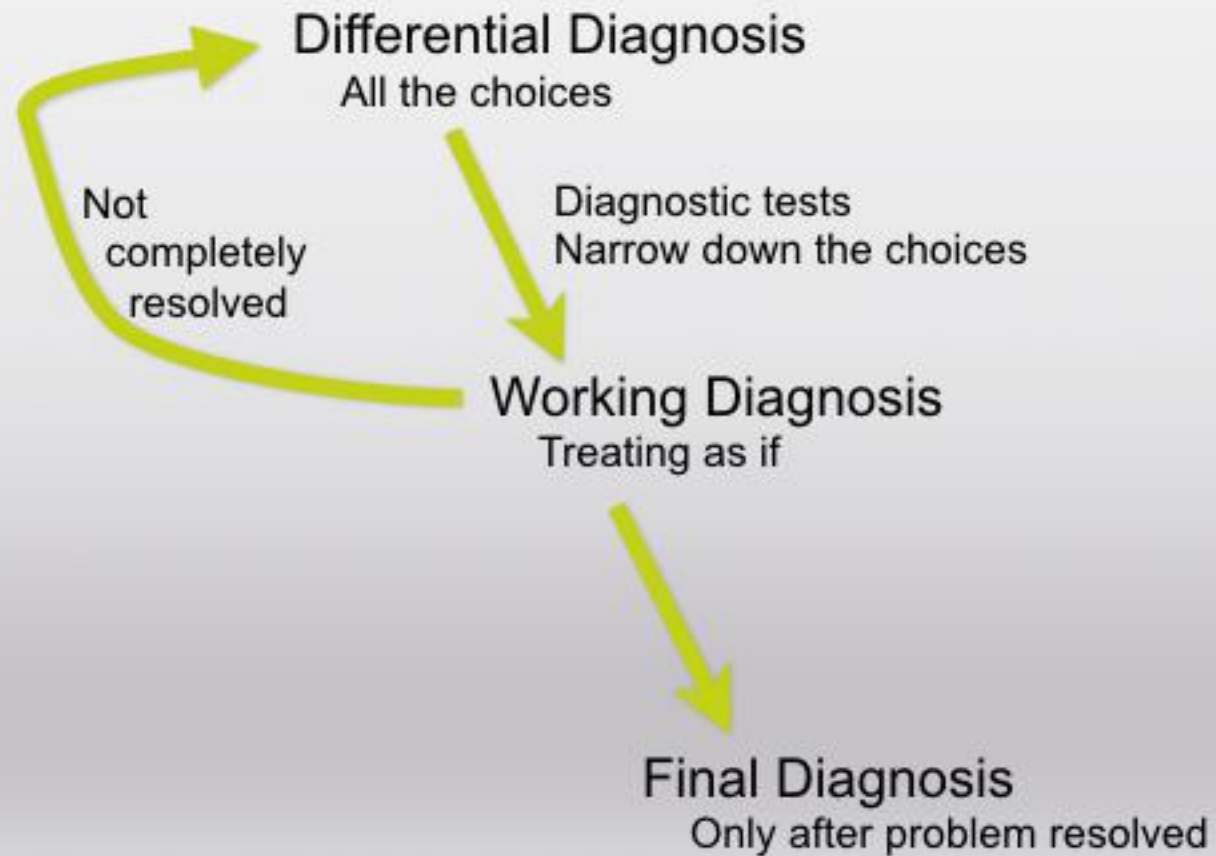 Differential Diagnosis
All the choices
Not
completely
resolved
Diagnostic tests
Narrow down the choices
Working Diagnosis
Treating as if
Final Diagnosis
Only after problem resolved